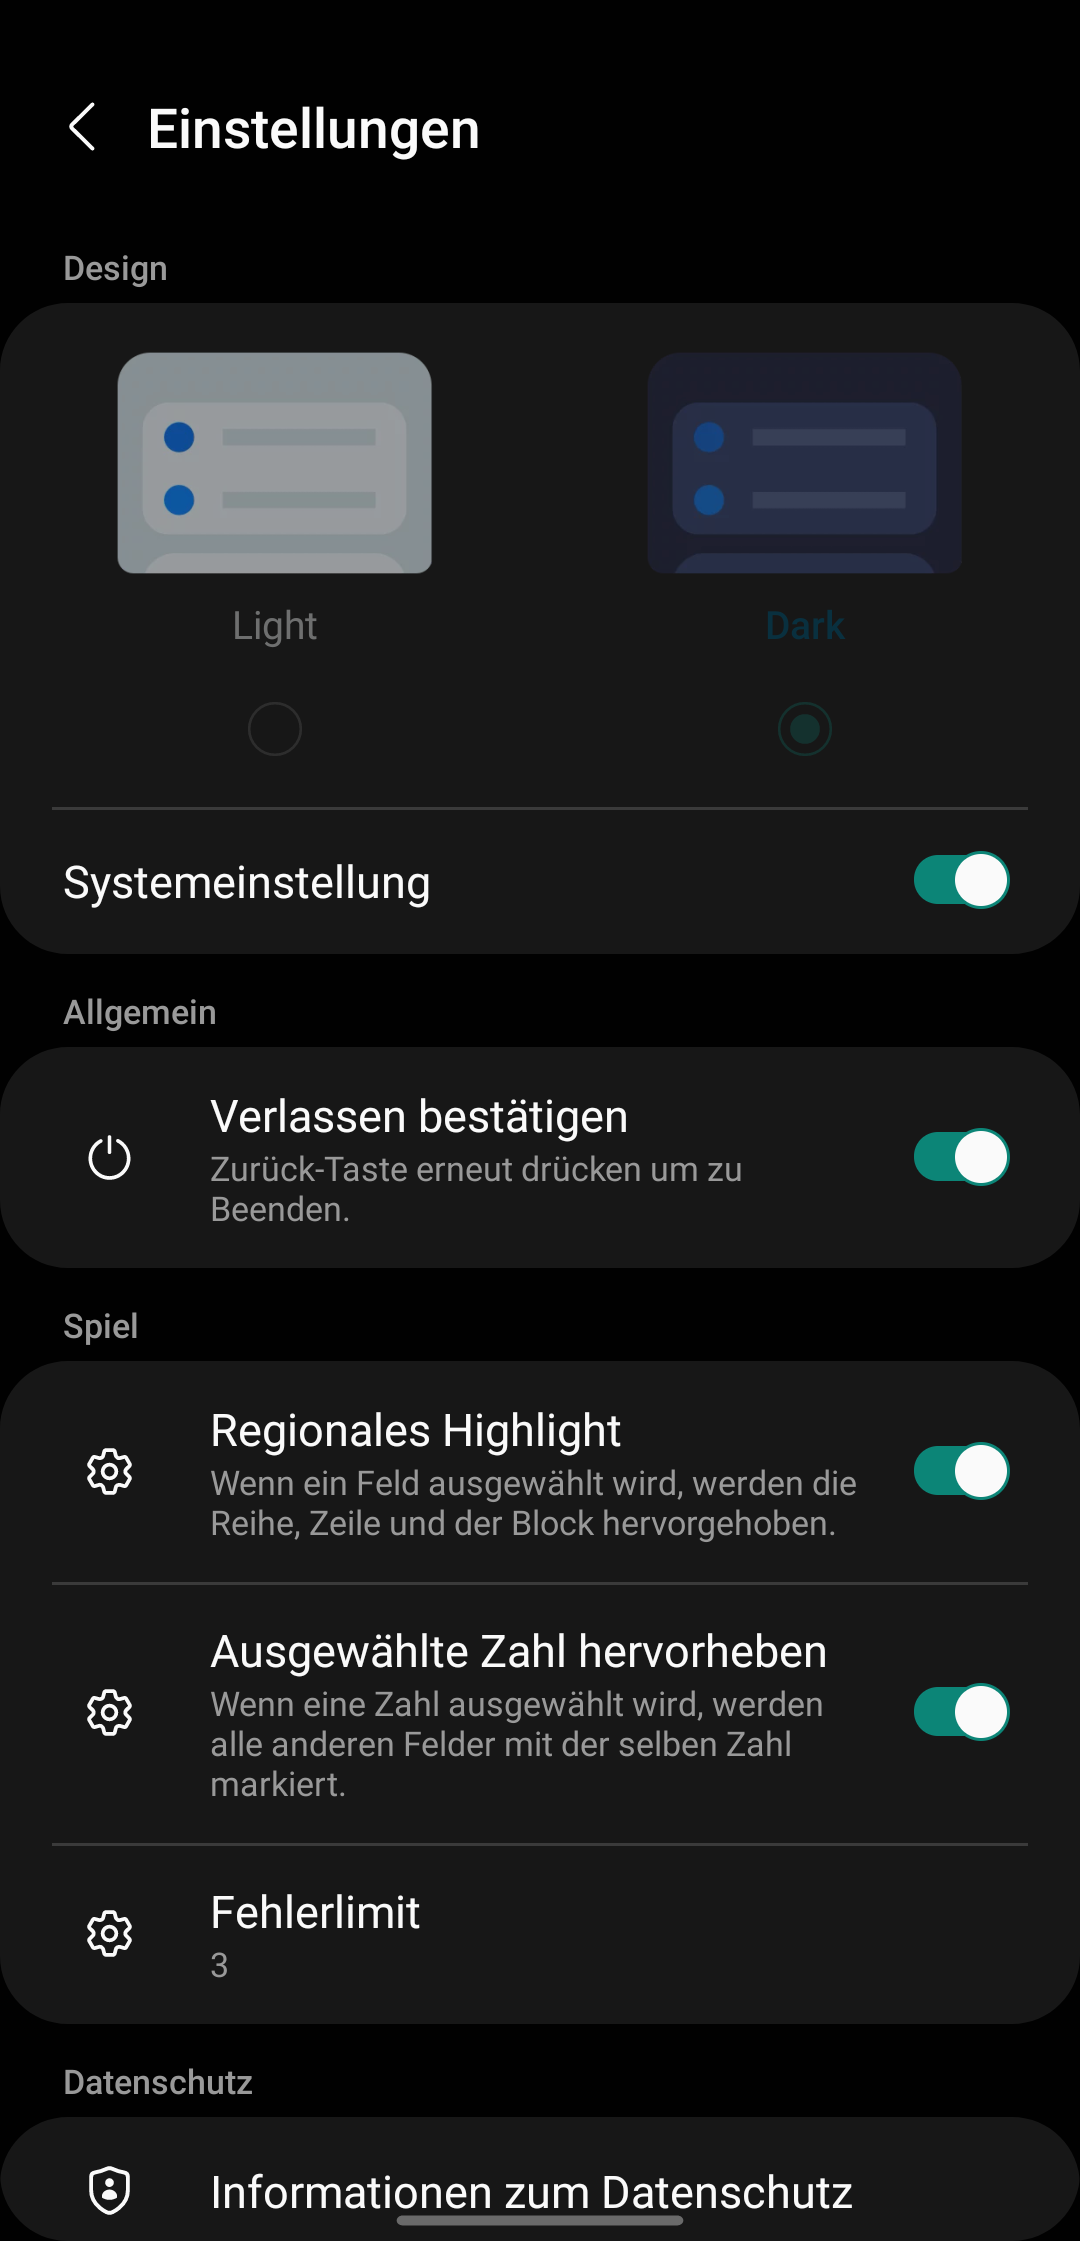 Einstellungen
Design
Light
Dark
Systemeinstellung
Allgemein
Verlassen bestätigen
Zurück-Taste erneut drücken um zu
Beenden.
Spiel
Regionales Highlight
Wenn ein Feld ausgewählt wird, werden die
Reihe, Zeile und der Block hervorgehoben.
Ausgewählte Zahl hervorheben
Wenn eine Zahl ausgewählt wird, werden
alle anderen Felder mit der selben Zahl
markiert.
Fehlerlimit
3
Datenschutz
Informationen zum Datenschutz